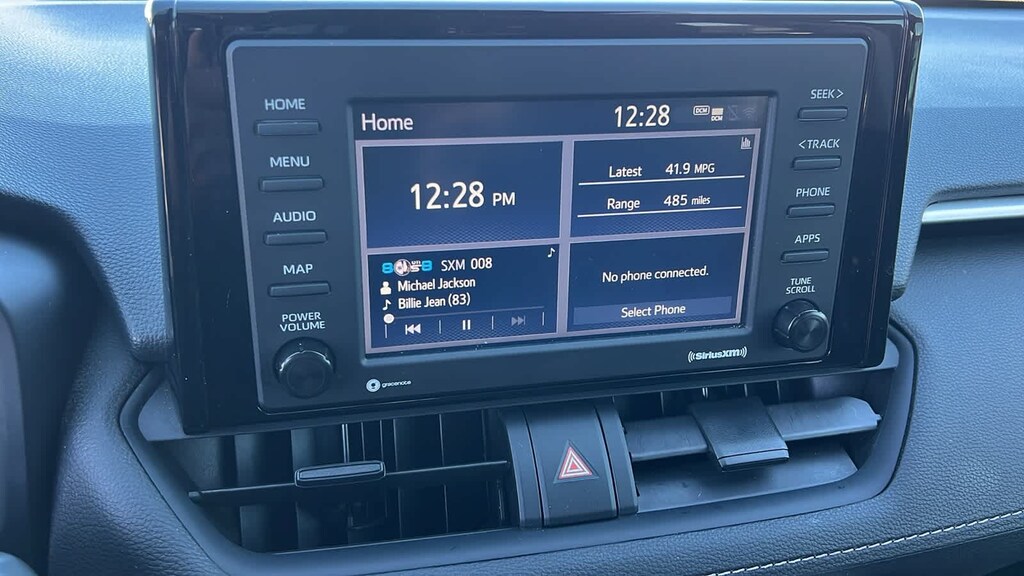 HOME
MENU
AUDIO
MAP
POWER
VOLUME
Home
12:28
DCM
DCM
12:28 PM
Latest 41.9 MPG
Range 485 miles
SXM 008
Michael Jackson
Billie Jean (83)
No phone connected.
Select Phone
gracenote
SiriusXM
SEEK>
<TRACK
PHONE
APPS
TUNE
SCROLL